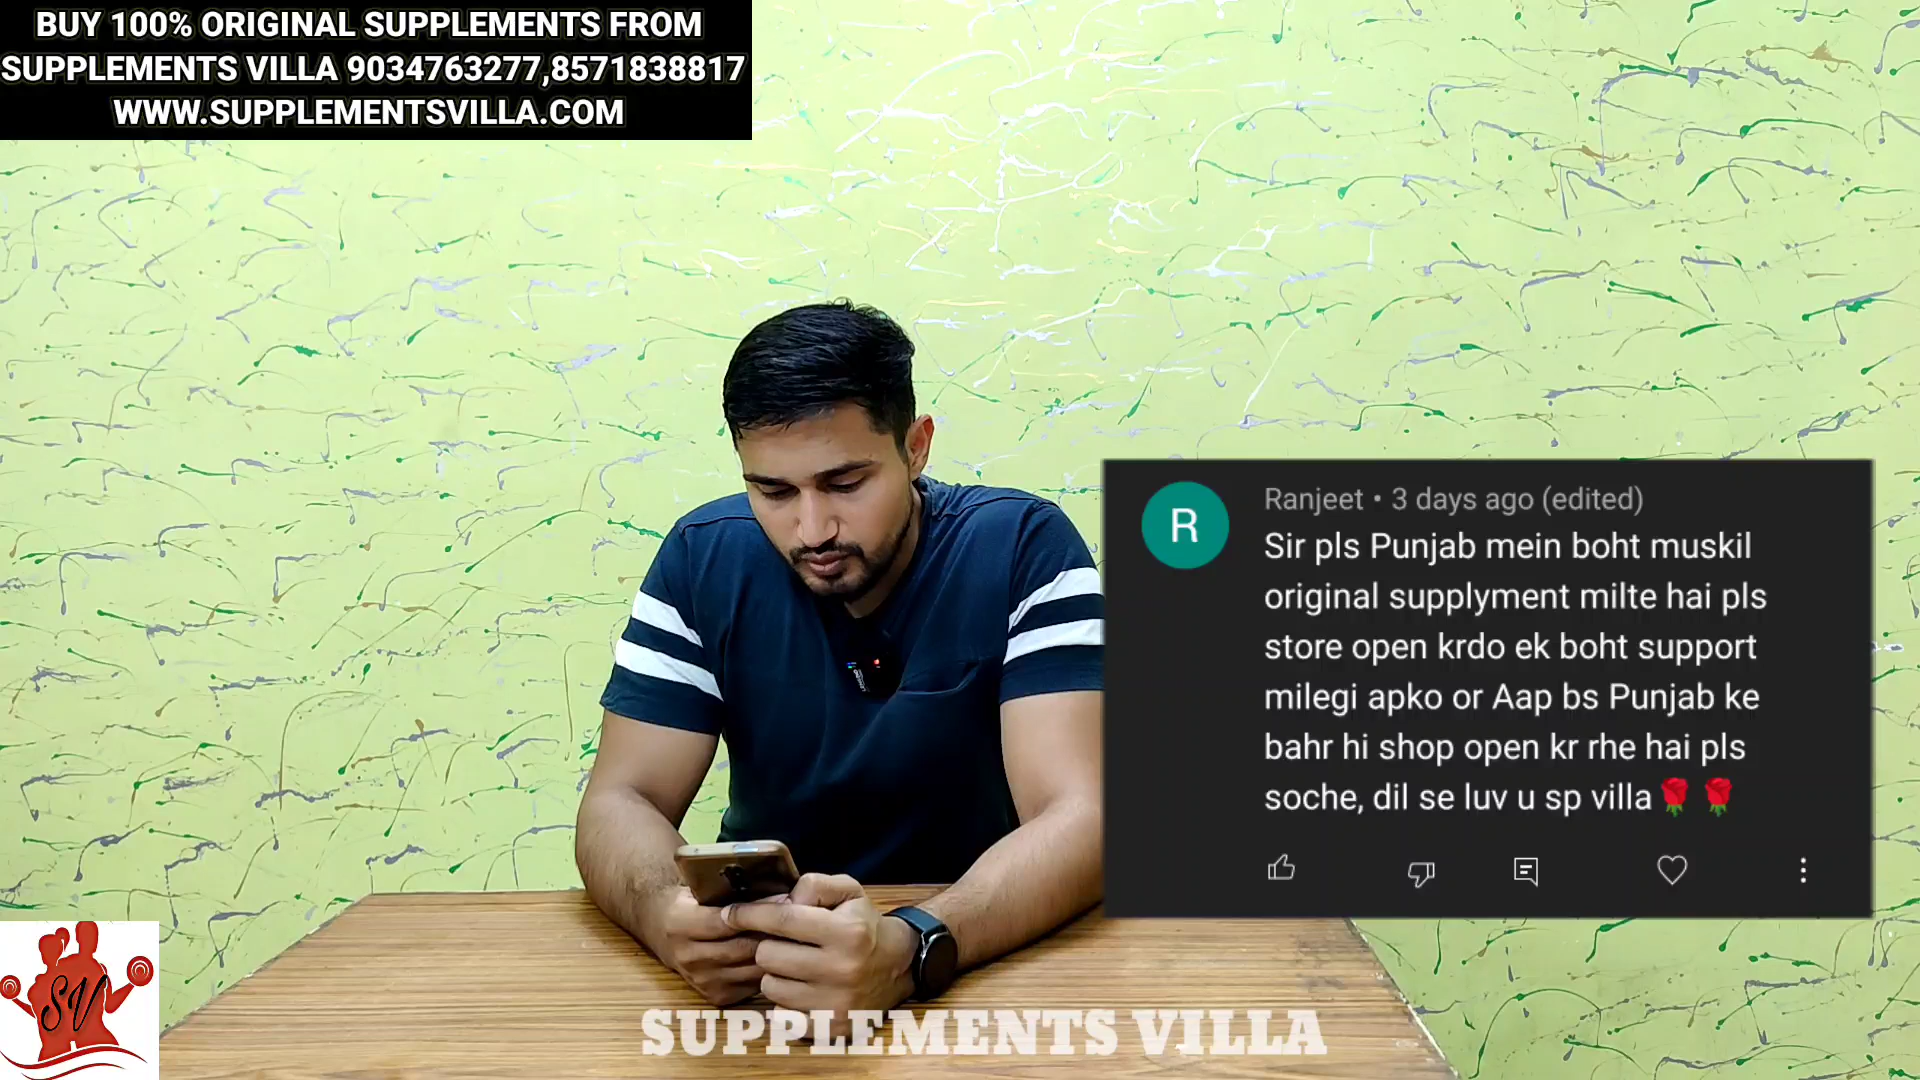 BUY 100% ORIGINAL SUPPLEMENTS FROM
SUPPLEMENTS VILLA 9034763277,8571838817
WWW.SUPPLEMENTSVILLA.COM
R
Ranjeet • 3 days ago (edited)
Sir pls Punjab mein boht muskil
original supplyment milte hai pls
store open krdo ek boht support
milegi apko or Aap bs Punjab ke
bahr hi shop open kr rhe hai pls
soche, dil se luv u sp villa🌹🌹
SV
SUPPLEMENTS VILLA